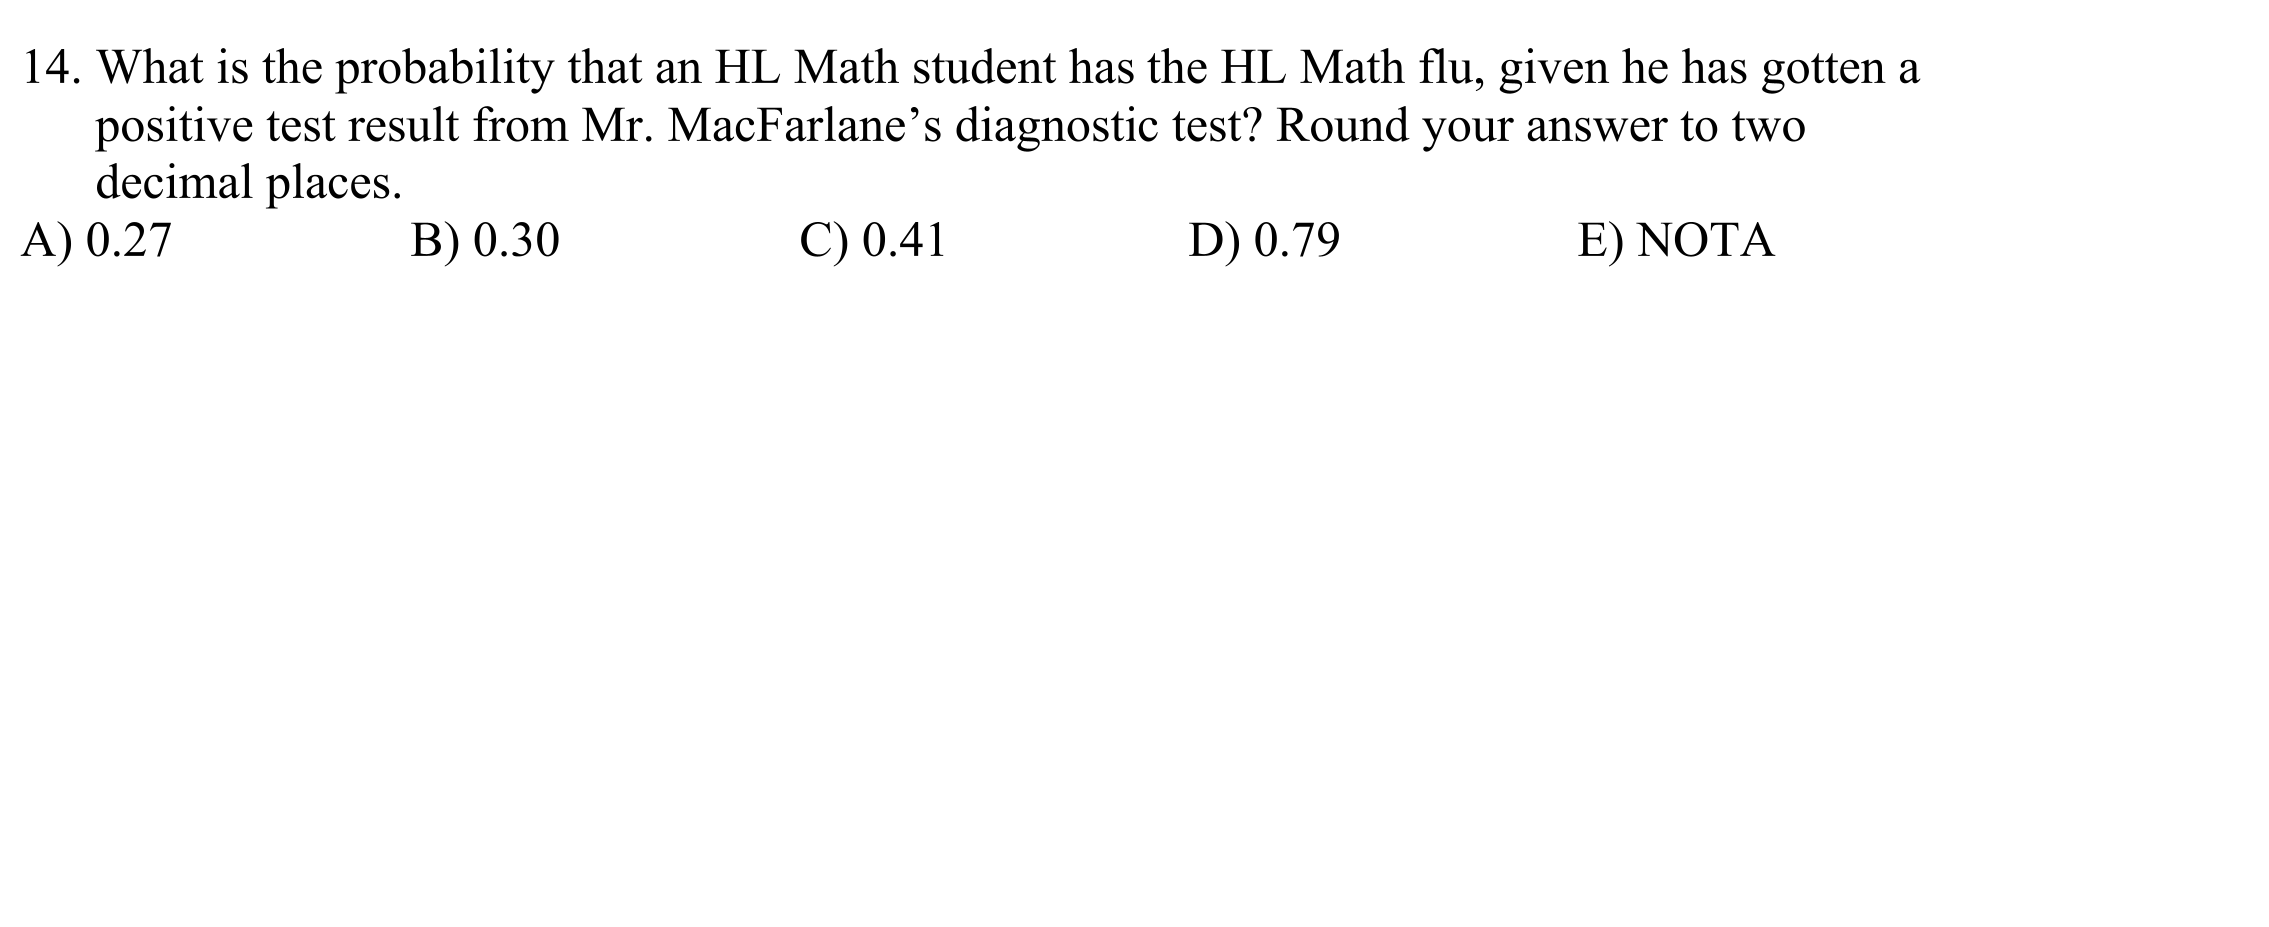 14. What is the probability that an HL Math student has the HL Math flu, given he has gotten a
positive test result from Mr. MacFarlane’s diagnostic test? Round your answer to two
decimal places.
A) 0.27 B) 0.30 C) 0.41 D) 0.79 E) NOTA